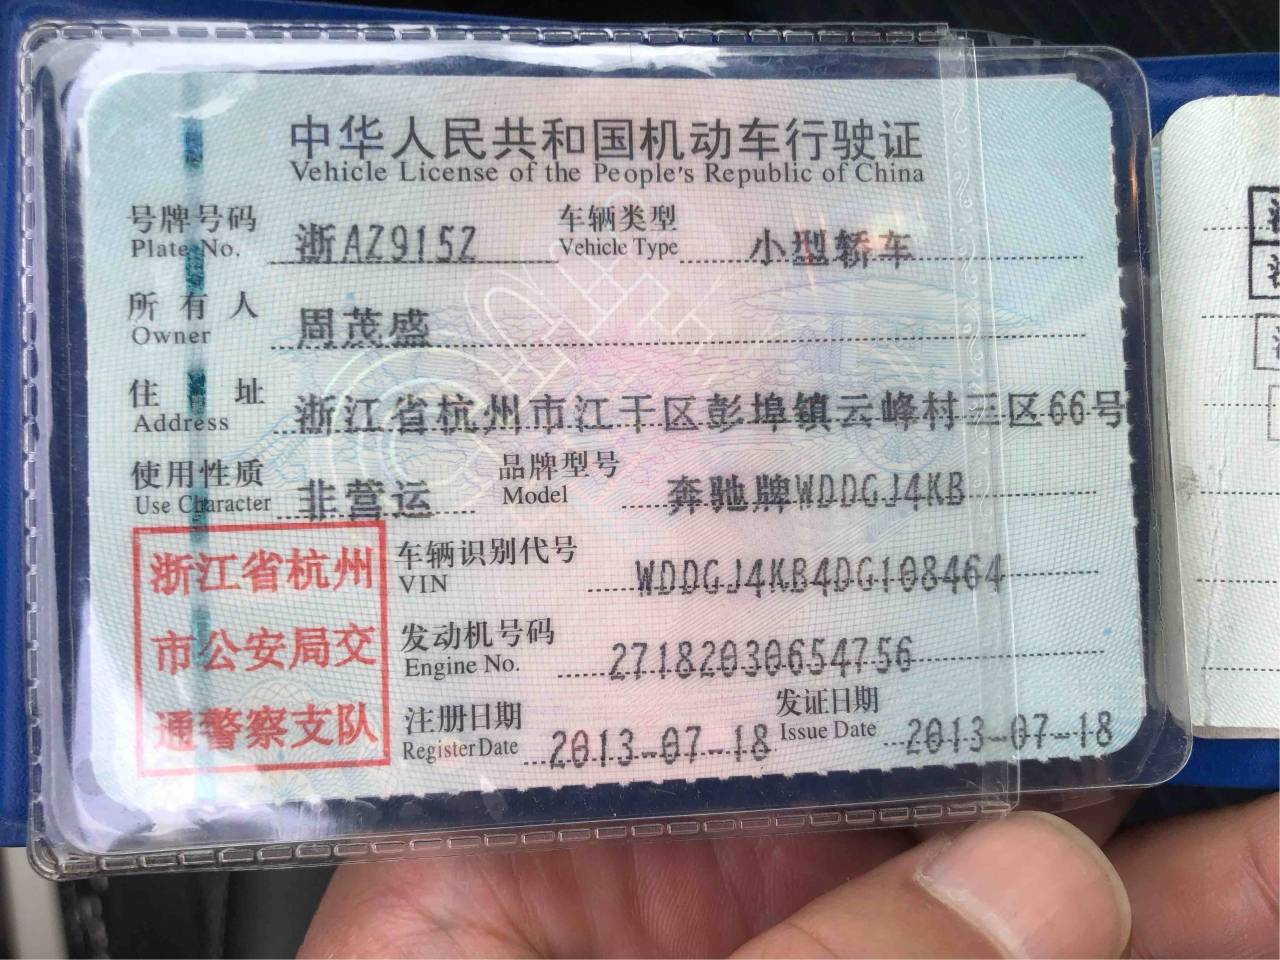 中华人民共和国机动车行驶证
Vehicle License of the People's Republic of China
号牌号码 浙AZ915Z 车辆类型 小型轿车
Plate No. Vehicle Type
所有人 周茂盛
Owner
住址 浙江省杭州市江干区彭埠镇云峰村三区66号
Address
使用性质 非营运 品牌型号 奔驰牌WDDGJ4KB
Use Character Model
车辆识别代号 WDDGJ4KB4DG108464
VIN
发动机号码 27182030654756
Engine No.
注册日期 2013-07-18 发证日期 2013-07-18
Register Date Issue Date
浙江省杭州
市公安局交
通警察支队